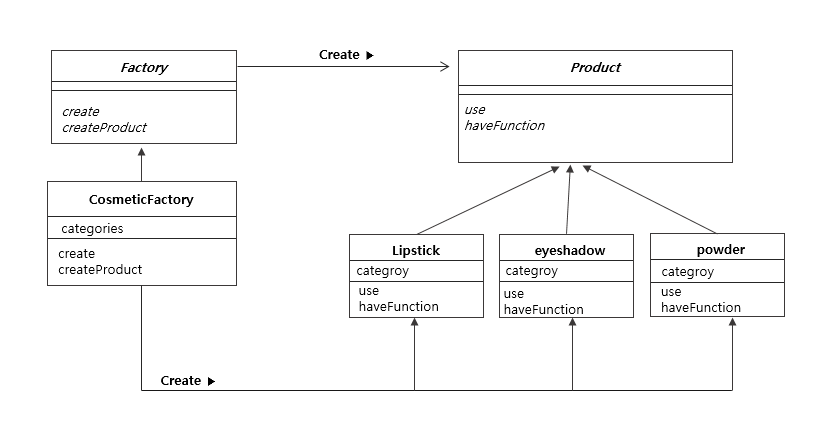 Create ▶
Factory
Product
create
createProduct
use
haveFunction
CosmeticFactory
categories
create
createProduct
Lipstick
categroy
use
haveFunction
eyeshadow
categroy
use
haveFunction
powder
categroy
use
haveFunction
Create ▶